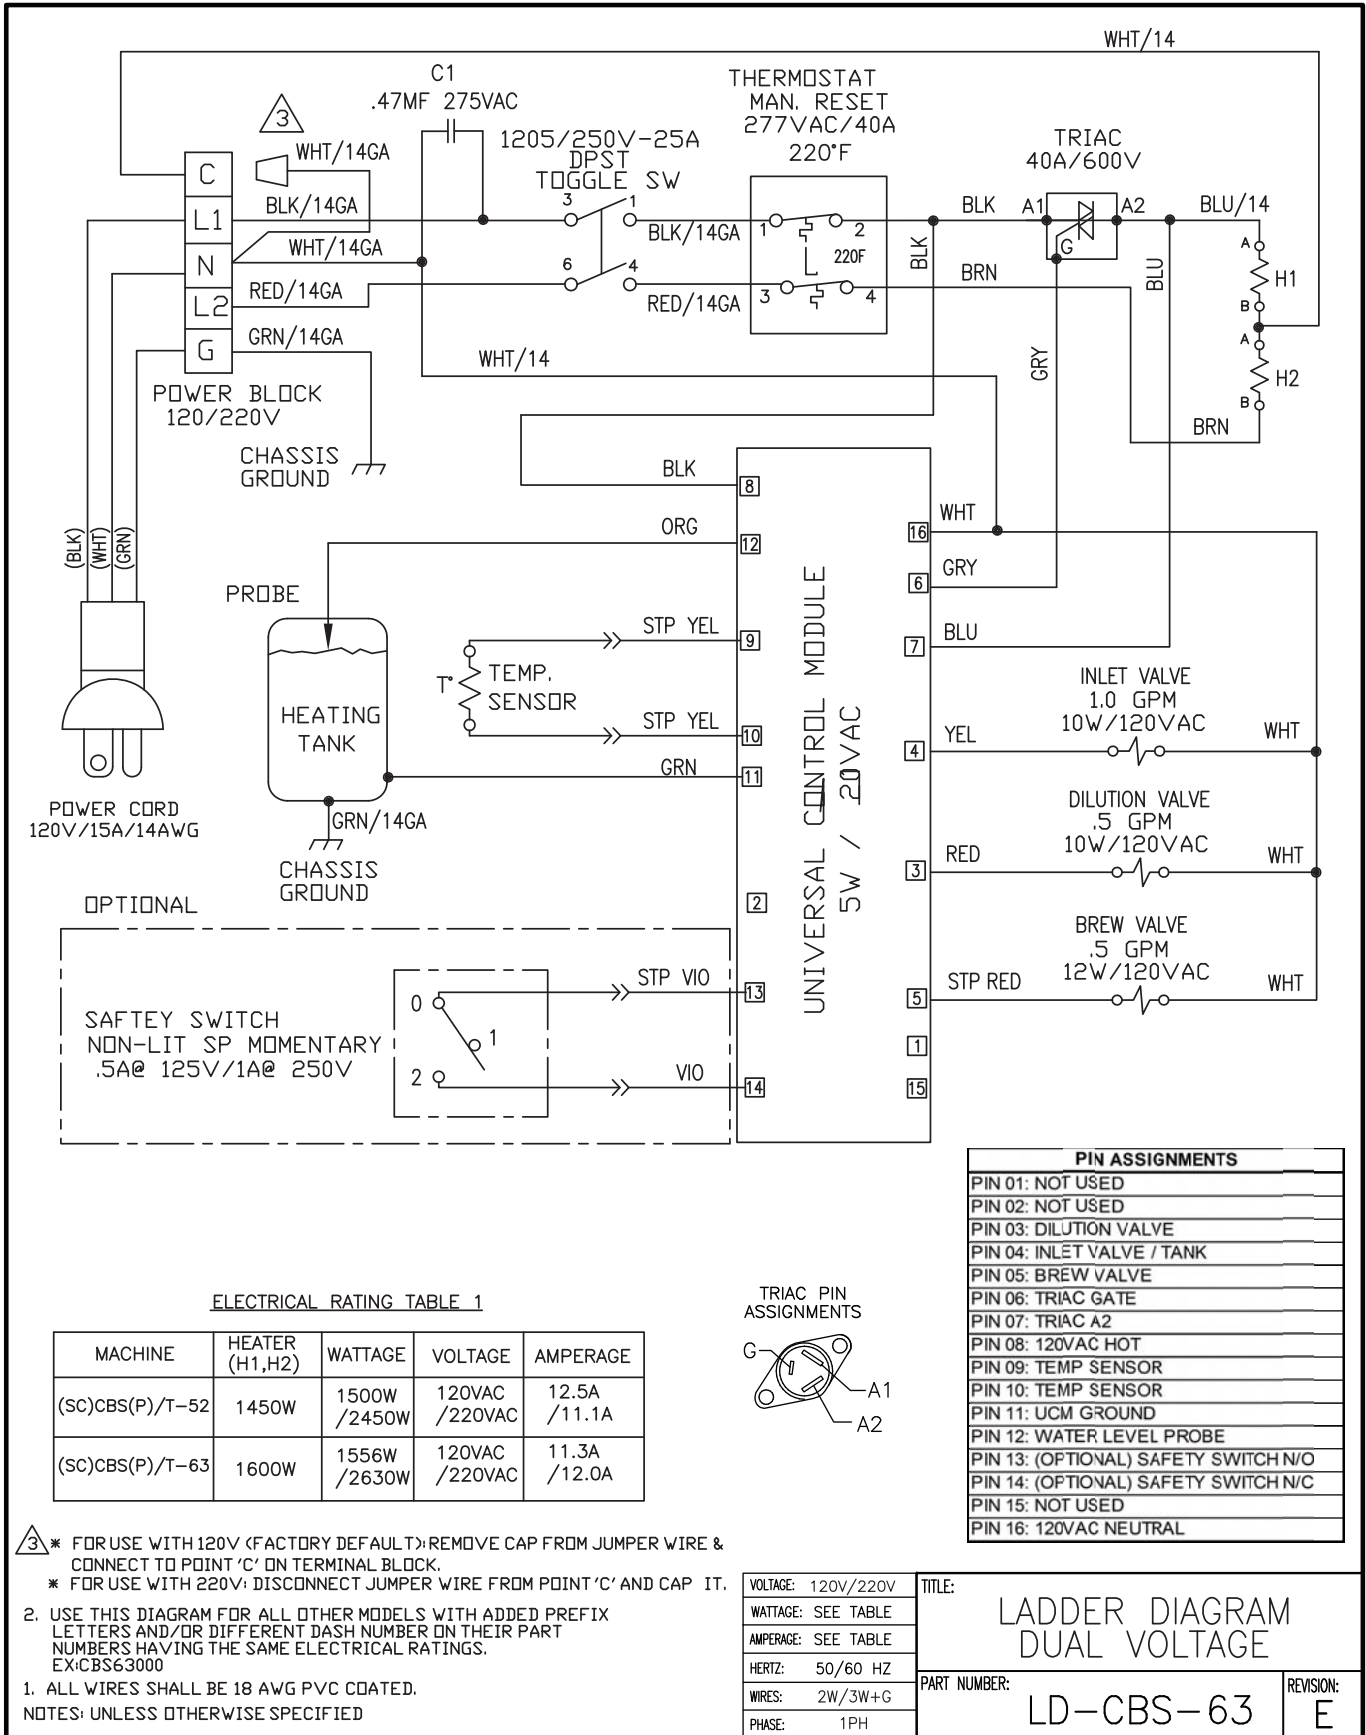 WHT/14
C1
.47MF 275VAC
3
WHT/14GA
1205/250V-25A
DPST
TOGGLE SW
THERMOSTAT
MAN. RESET
277VAC/40A
220°F
TRIAC
40A/600V
C
L1
N
L2
G
BLK/14GA
WHT/14GA
RED/14GA
GRN/14GA
3
1
6
4
BLK/14GA
RED/14GA
1
2
220F
3
4
BLK
BLK
BRN
A1
A2
G
BLU/14
BLU
GRY
A
H1
B
A
H2
B
BRN
WHT/14
POWER BLOCK
120/220V
CHASSIS
GROUND
(BLK)
(WHT)
(GRN)
POWER CORD
120V/15A/14AWG
BLK
8
ORG
12
PROBE
HEATING
TANK
T°
TEMP.
SENSOR
STP YEL
9
STP YEL
10
GRN
11
GRN/14GA
CHASSIS
GROUND
2
UNIVERSAL CONTROL MODULE
5W / 20VAC
WHT
16
GRY
6
BLU
7
INLET VALVE
1.0 GPM
10W/120VAC
YEL
4
WHT
DILUTION VALVE
.5 GPM
10W/120VAC
RED
3
WHT
BREW VALVE
.5 GPM
12W/120VAC
STP RED
5
WHT
1
15
OPTIONAL
SAFTEY SWITCH
NON-LIT SP MOMENTARY
.5A@ 125V/1A@ 250V
0
1
2
STP VIO
13
VIO
14
PIN ASSIGNMENTS
PIN 01: NOT USED
PIN 02: NOT USED
PIN 03: DILUTION VALVE
PIN 04: INLET VALVE / TANK
PIN 05: BREW VALVE
PIN 06: TRIAC GATE
PIN 07: TRIAC A2
PIN 08: 120VAC HOT
PIN 09: TEMP SENSOR
PIN 10: TEMP SENSOR
PIN 11: UCM GROUND
PIN 12: WATER LEVEL PROBE
PIN 13: (OPTIONAL) SAFETY SWITCH N/O
PIN 14: (OPTIONAL) SAFETY SWITCH N/C
PIN 15: NOT USED
PIN 16: 120VAC NEUTRAL
TRIAC PIN
ASSIGNMENTS
G
A1
A2
ELECTRICAL RATING TABLE 1
MACHINE HEATER (H1,H2) WATTAGE VOLTAGE AMPERAGE
(SC)CBS(P)/T-52 1450W 1500W /2450W 120VAC /220VAC 12.5A /11.1A
(SC)CBS(P)/T-63 1600W 1556W /2630W 120VAC /220VAC 11.3A /12.0A
3 * FOR USE WITH 120V (FACTORY DEFAULT): REMOVE CAP FROM JUMPER WIRE &
CONNECT TO POINT 'C' ON TERMINAL BLOCK.
* FOR USE WITH 220V: DISCONNECT JUMPER WIRE FROM POINT 'C' AND CAP IT.
2. USE THIS DIAGRAM FOR ALL OTHER MODELS WITH ADDED PREFIX
LETTERS AND/OR DIFFERENT DASH NUMBER ON THEIR PART
NUMBERS HAVING THE SAME ELECTRICAL RATINGS.
EX:CBS63000
1. ALL WIRES SHALL BE 18 AWG PVC COATED.
NOTES: UNLESS OTHERWISE SPECIFIED
VOLTAGE: 120V/220V
WATTAGE: SEE TABLE
AMPERAGE: SEE TABLE
HERTZ: 50/60 HZ
WIRES: 2W/3W+G
PHASE: 1PH
TITLE:
LADDER DIAGRAM
DUAL VOLTAGE
PART NUMBER:
LD-CBS-63
REVISION:
E